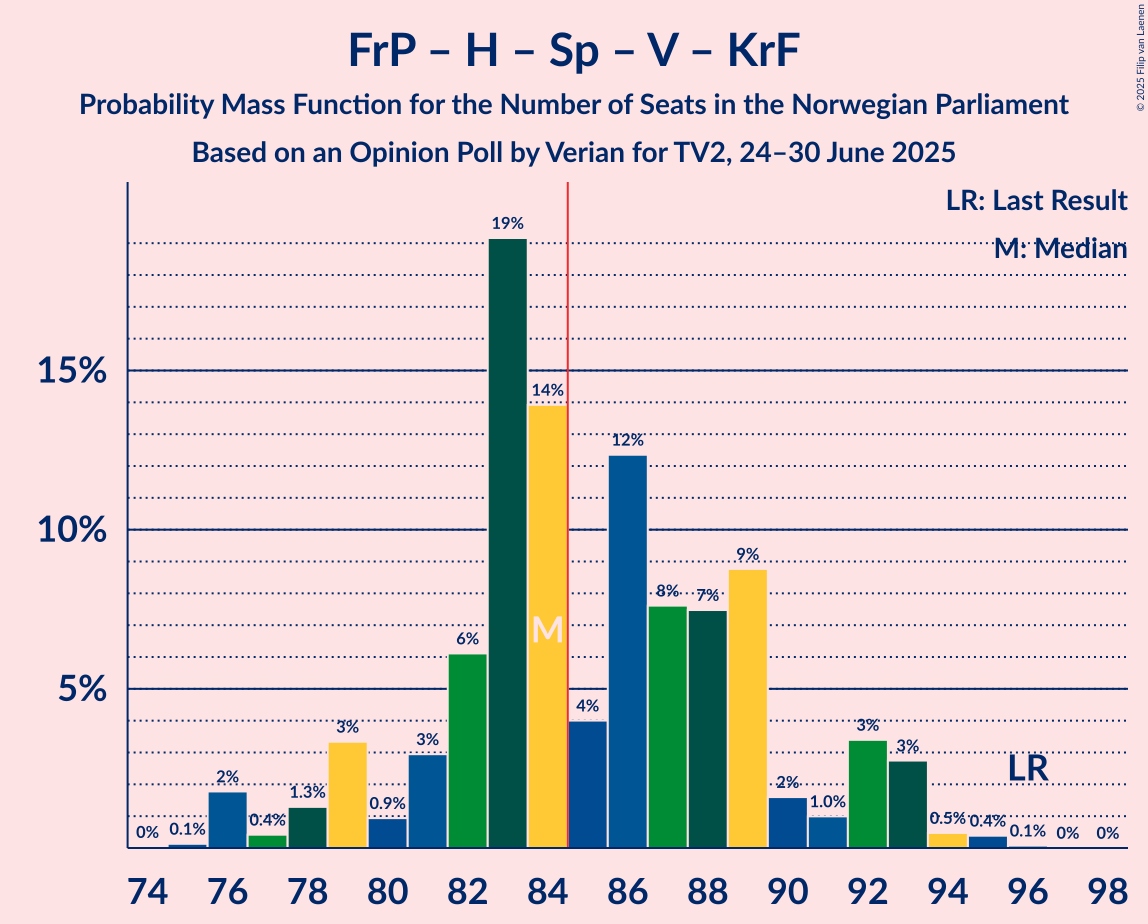 FrP – H – Sp – V – KrF
Probability Mass Function for the Number of Seats in the Norwegian Parliament
Based on an Opinion Poll by Verian for TV2, 24–30 June 2025
© 2025 Filip van Laenen
LR: Last Result
M: Median
15%
10%
5%
0% 0.1% 2% 0.4% 1.3% 3% 0.9% 3% 6% 19% 14% 4% 12% 8% 7% 9% 2% 1.0% 3% 3% 0.5% 0.4% 0.1% 0% 0%
M
LR
74 76 78 80 82 84 86 88 90 92 94 96 98